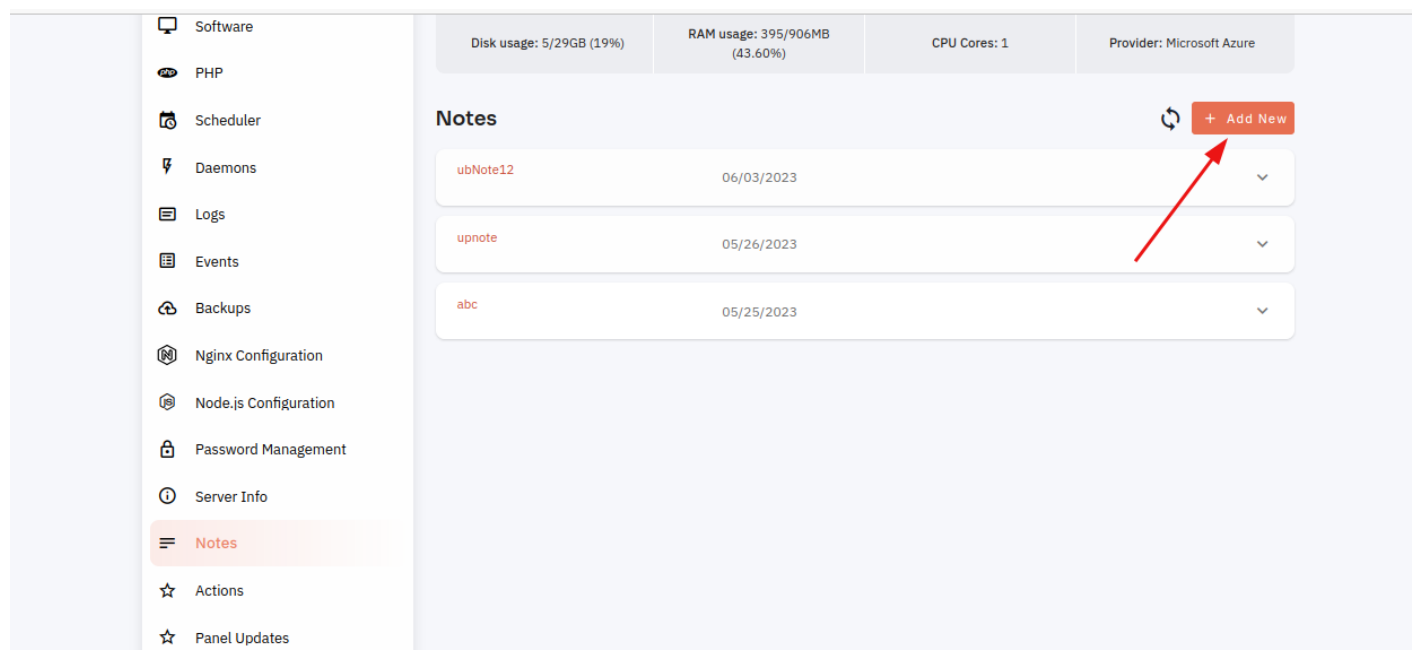 Software
PHP
Scheduler
Daemons
Logs
Events
Backups
Nginx Configuration
Node.js Configuration
Password Management
Server Info
Notes
Actions
Panel Updates
Disk usage: 5/29GB (19%)
RAM usage: 395/906MB
(43.60%)
CPU Cores: 1
Provider: Microsoft Azure
Notes
+ Add New
ubNote12
06/03/2023
upnote
05/26/2023
abc
05/25/2023